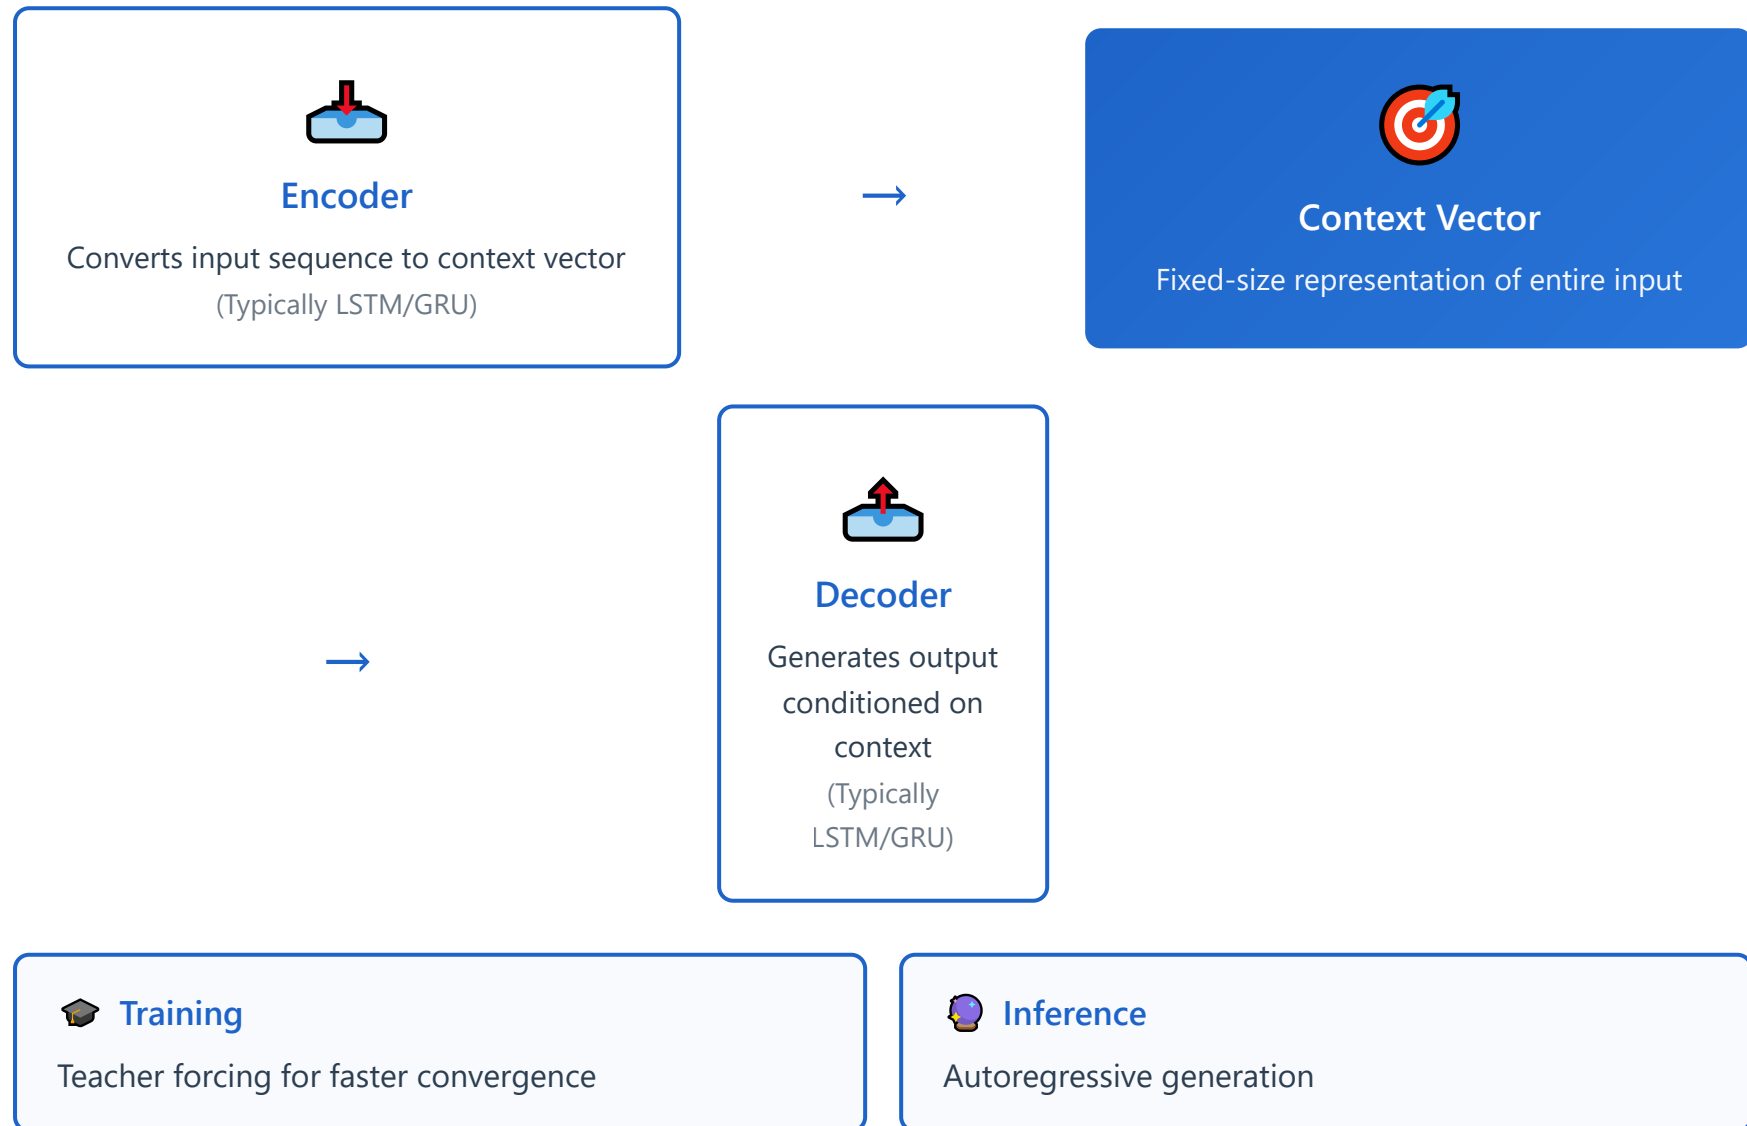 Encoder
Converts input sequence to context vector
(Typically LSTM/GRU)
→
Context Vector
Fixed-size representation of entire input
→
Decoder
Generates output
conditioned on
context
(Typically
LSTM/GRU)
Training
Teacher forcing for faster convergence
Inference
Autoregressive generation